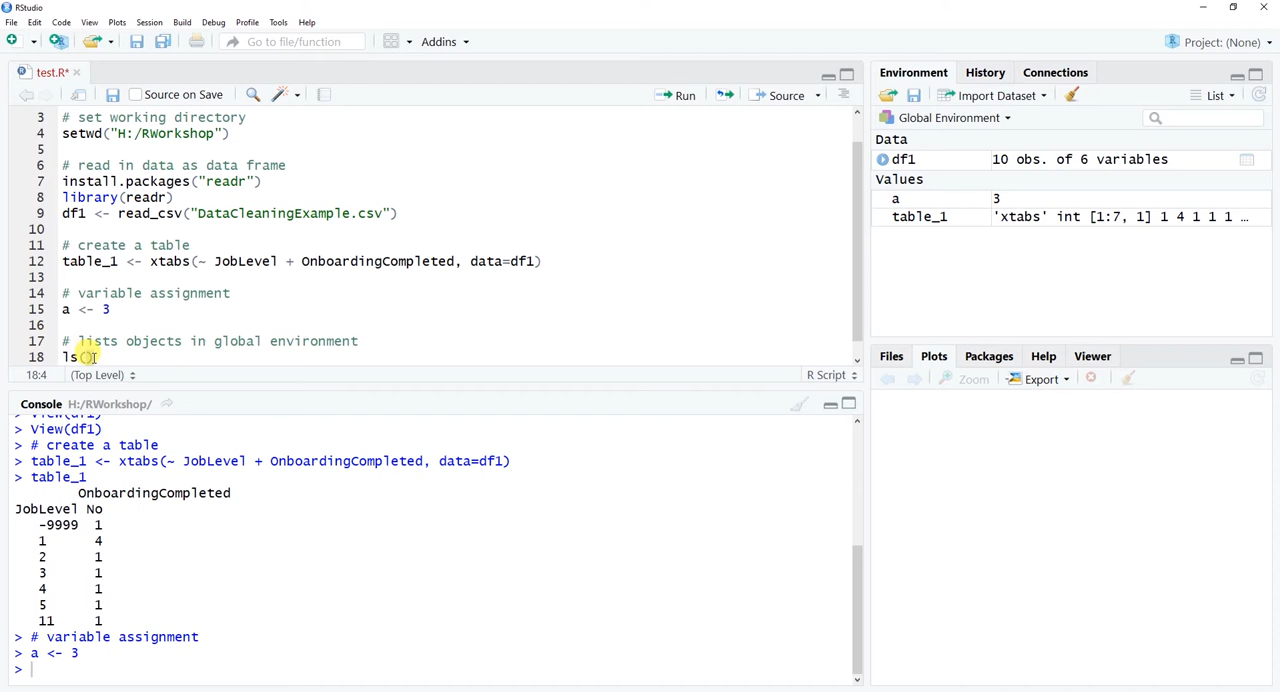 RStudio
File Edit Code View Plots Session Build Debug Profile Tools Help
Go to file/function Addins Project: (None)
test.R*
Source on Save Run Source
3 # set working directory
4 setwd("H:/RWorkshop")
5
6 # read in data as data frame
7 install.packages("readr")
8 library(readr)
9 df1 <- read_csv("DataCleaningExample.csv")
10
11 # create a table
12 table_1 <- xtabs(~ JobLevel + OnboardingCompleted, data=df1)
13
14 # variable assignment
15 a <- 3
16
17 # lists objects in global environment
18 ls()
18:4 (Top Level) R Script
Console H:/RWorkshop/
> View(df1)
> View(df1)
> # create a table
> table_1 <- xtabs(~ JobLevel + OnboardingCompleted, data=df1)
> table_1
OnboardingCompleted
JobLevel No
-9999 1
1 4
2 1
3 1
4 1
5 1
11 1
> # variable assignment
> a <- 3
>
Environment History Connections
Import Dataset List
Global Environment
Data
df1 10 obs. of 6 variables
Values
a 3
table_1 'xtabs' int [1:7, 1] 1 4 1 1 1 …
Files Plots Packages Help Viewer
Zoom Export